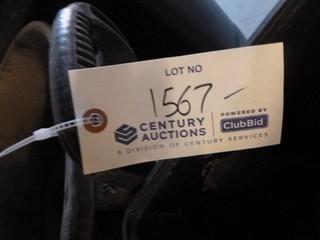 LOT NO
1567-
CENTURY AUCTIONS
POWERED BY
ClubBid
A DIVISION OF CENTURY SERVICES